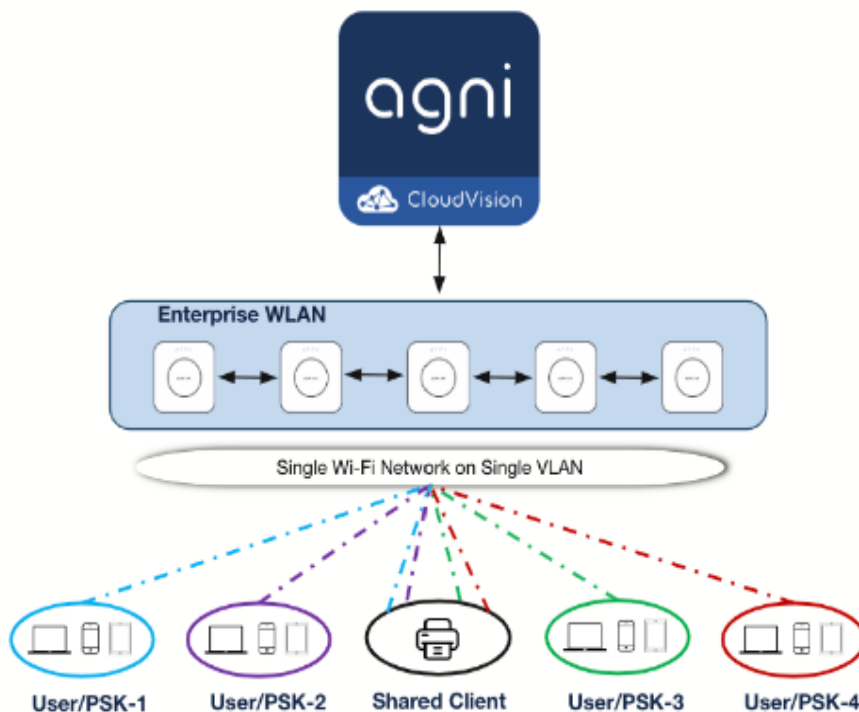 agni
CloudVision
Enterprise WLAN
Single Wi-Fi Network on Single VLAN
User/PSK-1 User/PSK-2 Shared Client User/PSK-3 User/PSK-4